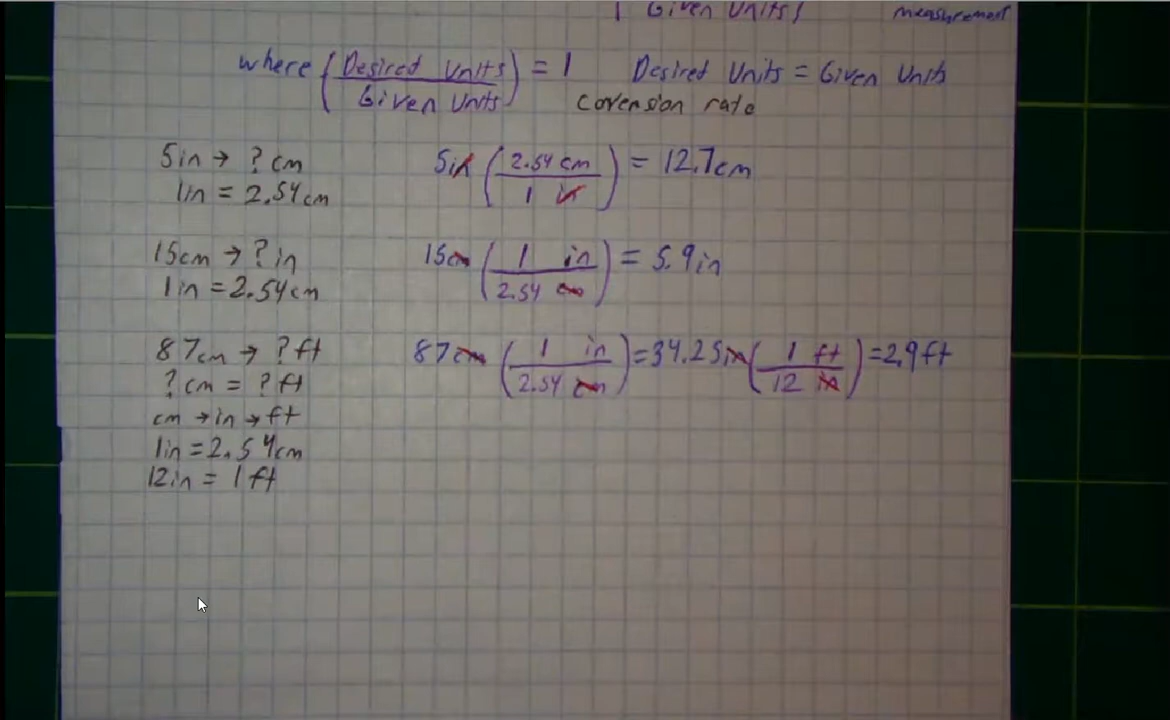 Given Units measurement
where (Desired Units / Given Units) = 1 Desired Units = Given Units
coversion rate
5in → ? cm 5in (2.54 cm / 1 in) = 12.7cm
1in = 2.54cm
15cm → ? in 15cm (1 in / 2.54 cm) = 5.9in
1in = 2.54cm
87cm → ? ft 87cm (1 in / 2.54 cm) = 34.25in (1 ft / 12 in) = 2.9ft
? cm = ? ft
cm → in → ft
1in = 2.54cm
12in = 1 ft